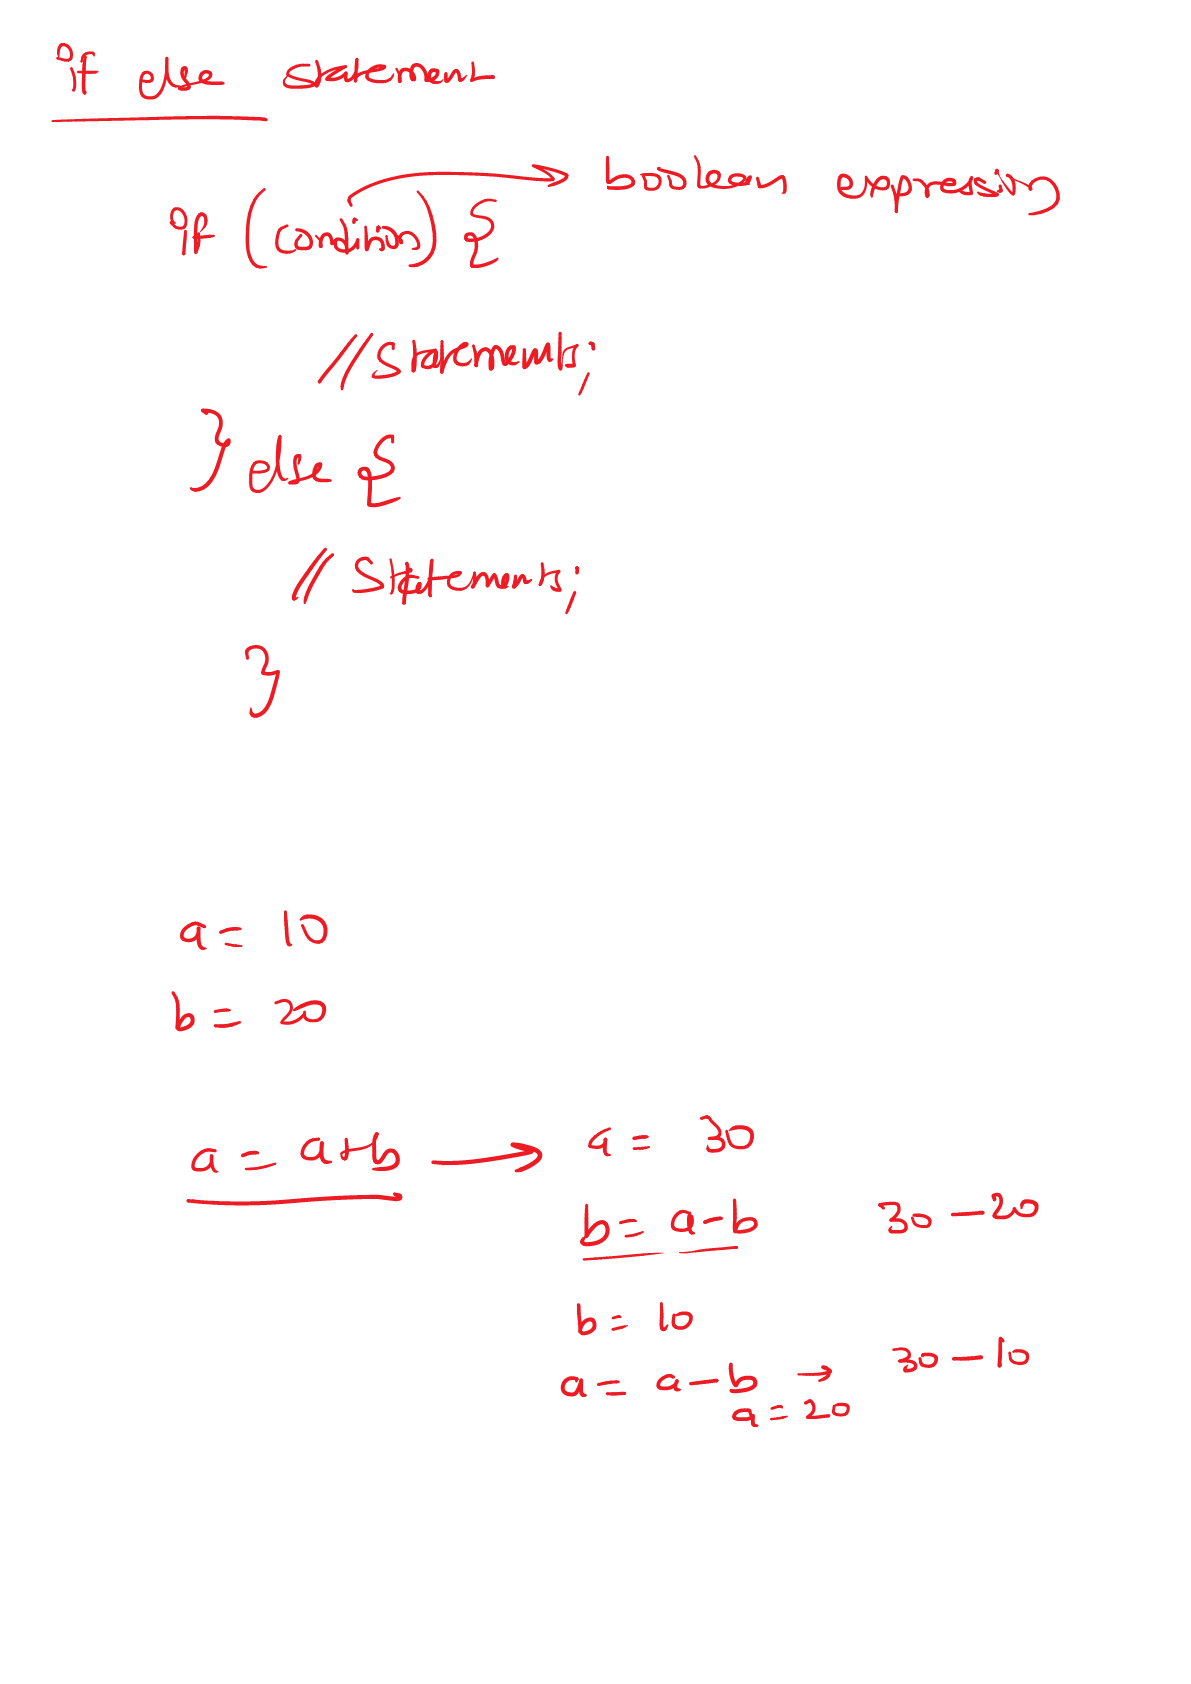 if else statement
if (condition) { → boolean expression
//Statements;
} else {
// Statements;
}
a = 10
b = 20
a = a+b → a = 30
b = a-b 30-20
b = 10
a = a-b → 30-10
a = 20